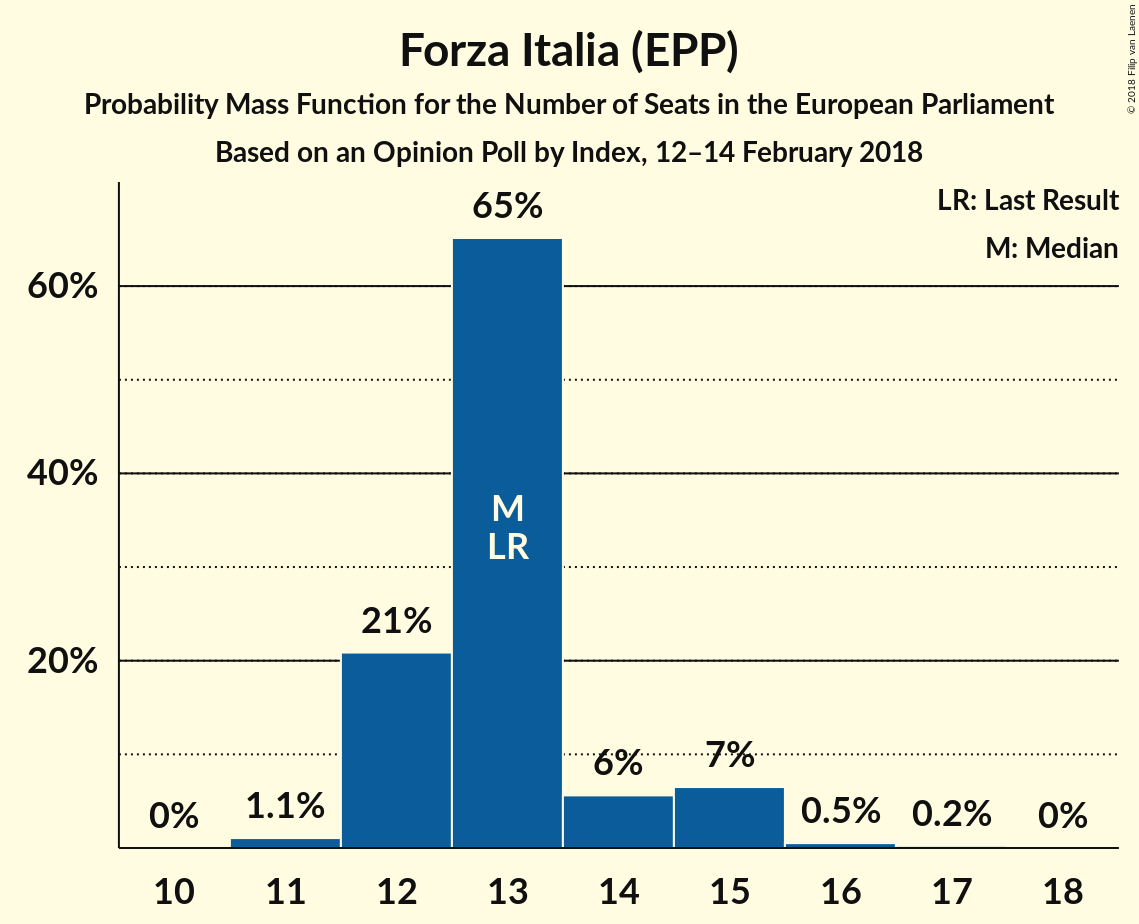 Forza Italia (EPP)
Probability Mass Function for the Number of Seats in the European Parliament
Based on an Opinion Poll by Index, 12–14 February 2018
© 2018 Filip van Laenen
LR: Last Result
M: Median
60%
40%
20%
0%
1.1%
21%
65%
M
LR
6%
7%
0.5%
0.2%
0%
10 11 12 13 14 15 16 17 18